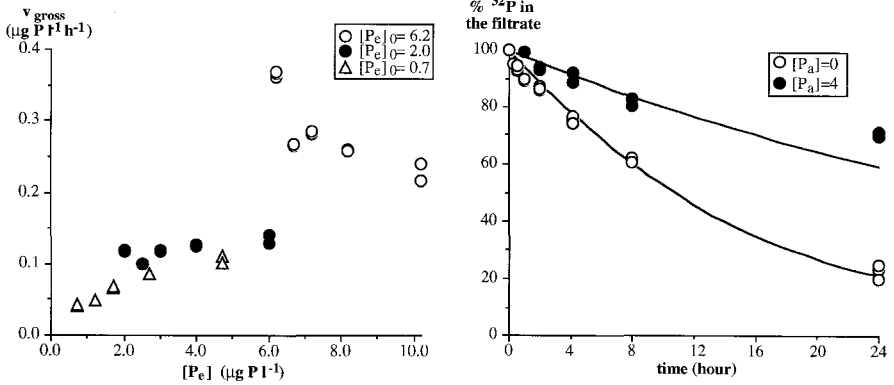 v gross
(µg P l⁻¹ h⁻¹)
0.4
0.3
0.2
0.1
0.0
0.0 2.0 4.0 6.0 8.0 10.0
[Pe] (µg P l⁻¹)
[Pe]0= 6.2
[Pe]0= 2.0
[Pe]0= 0.7
% ³²P in
the filtrate
100
80
60
40
20
0
0 4 8 12 16 20 24
time (hour)
[Pa]=0
[Pa]=4